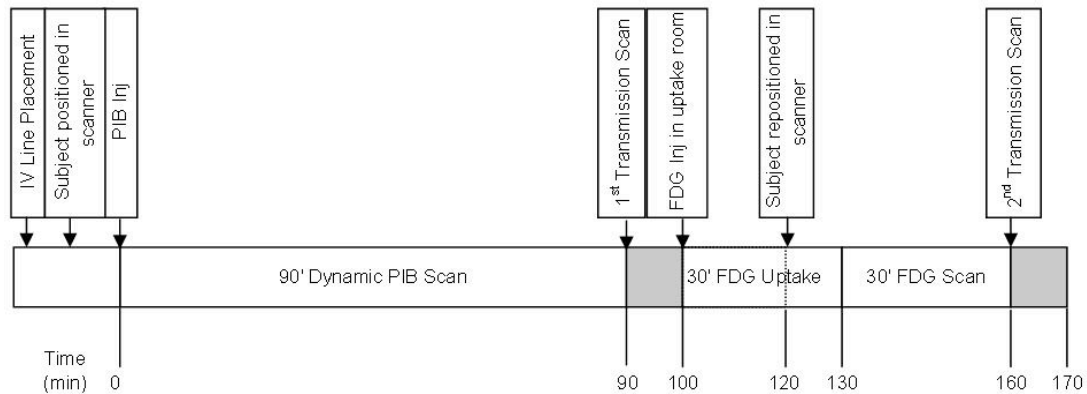 IV Line Placement
Subject positioned in
scanner
PIB Inj
1st Transmission Scan
FDG Inj in uptake room
Subject repositioned in
scanner
2nd Transmission Scan
90' Dynamic PIB Scan
30' FDG Uptake
30' FDG Scan
Time
(min)
0
90
100
120
130
160
170